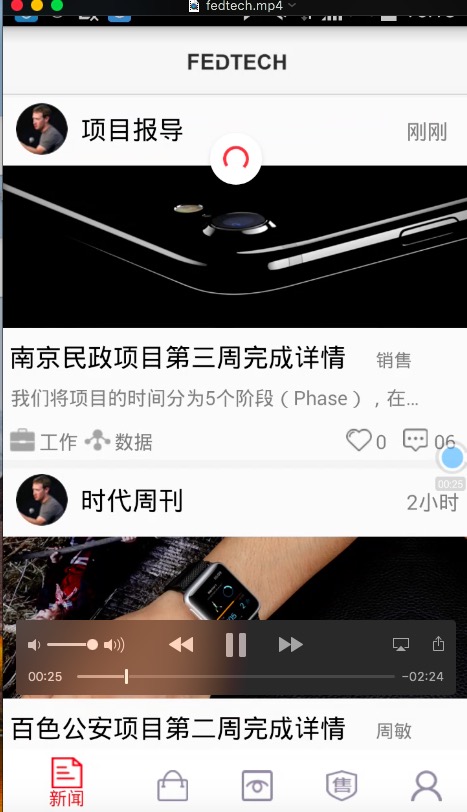 fedtech.mp4
FEDTECH
项目报导 刚刚
南京民政项目第三周完成详情 销售
我们将项目的时间分为5个阶段（Phase），在...
工作 数据 0 06
00:25
时代周刊 2小时
00:25 −02:24
百色公安项目第二周完成详情 周敏
售
新闻